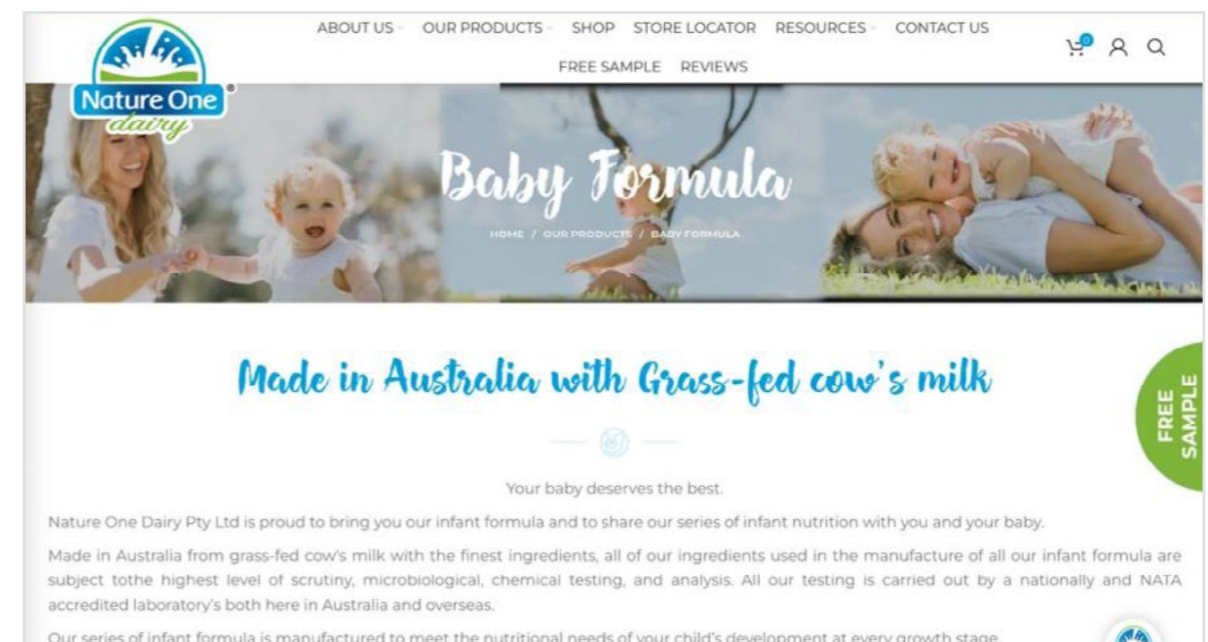 ABOUT US OUR PRODUCTS SHOP STORE LOCATOR RESOURCES CONTACT US
0
FREE SAMPLE REVIEWS
Nature One®
dairy
Baby Formula
HOME / OUR PRODUCTS / BABY FORMULA
Made in Australia with Grass-fed cow's milk
FREE
SAMPLE
Your baby deserves the best.
Nature One Dairy Pty Ltd is proud to bring you our infant formula and to share our series of infant nutrition with you and your baby.
Made in Australia from grass-fed cow's milk with the finest ingredients, all of our ingredients used in the manufacture of all our infant formula are
subject tothe highest level of scrutiny, microbiological, chemical testing, and analysis. All our testing is carried out by a nationally and NATA
accredited laboratory's both here in Australia and overseas.
Our series of infant formula is manufactured to meet the nutritional needs of your child's development at every growth stage